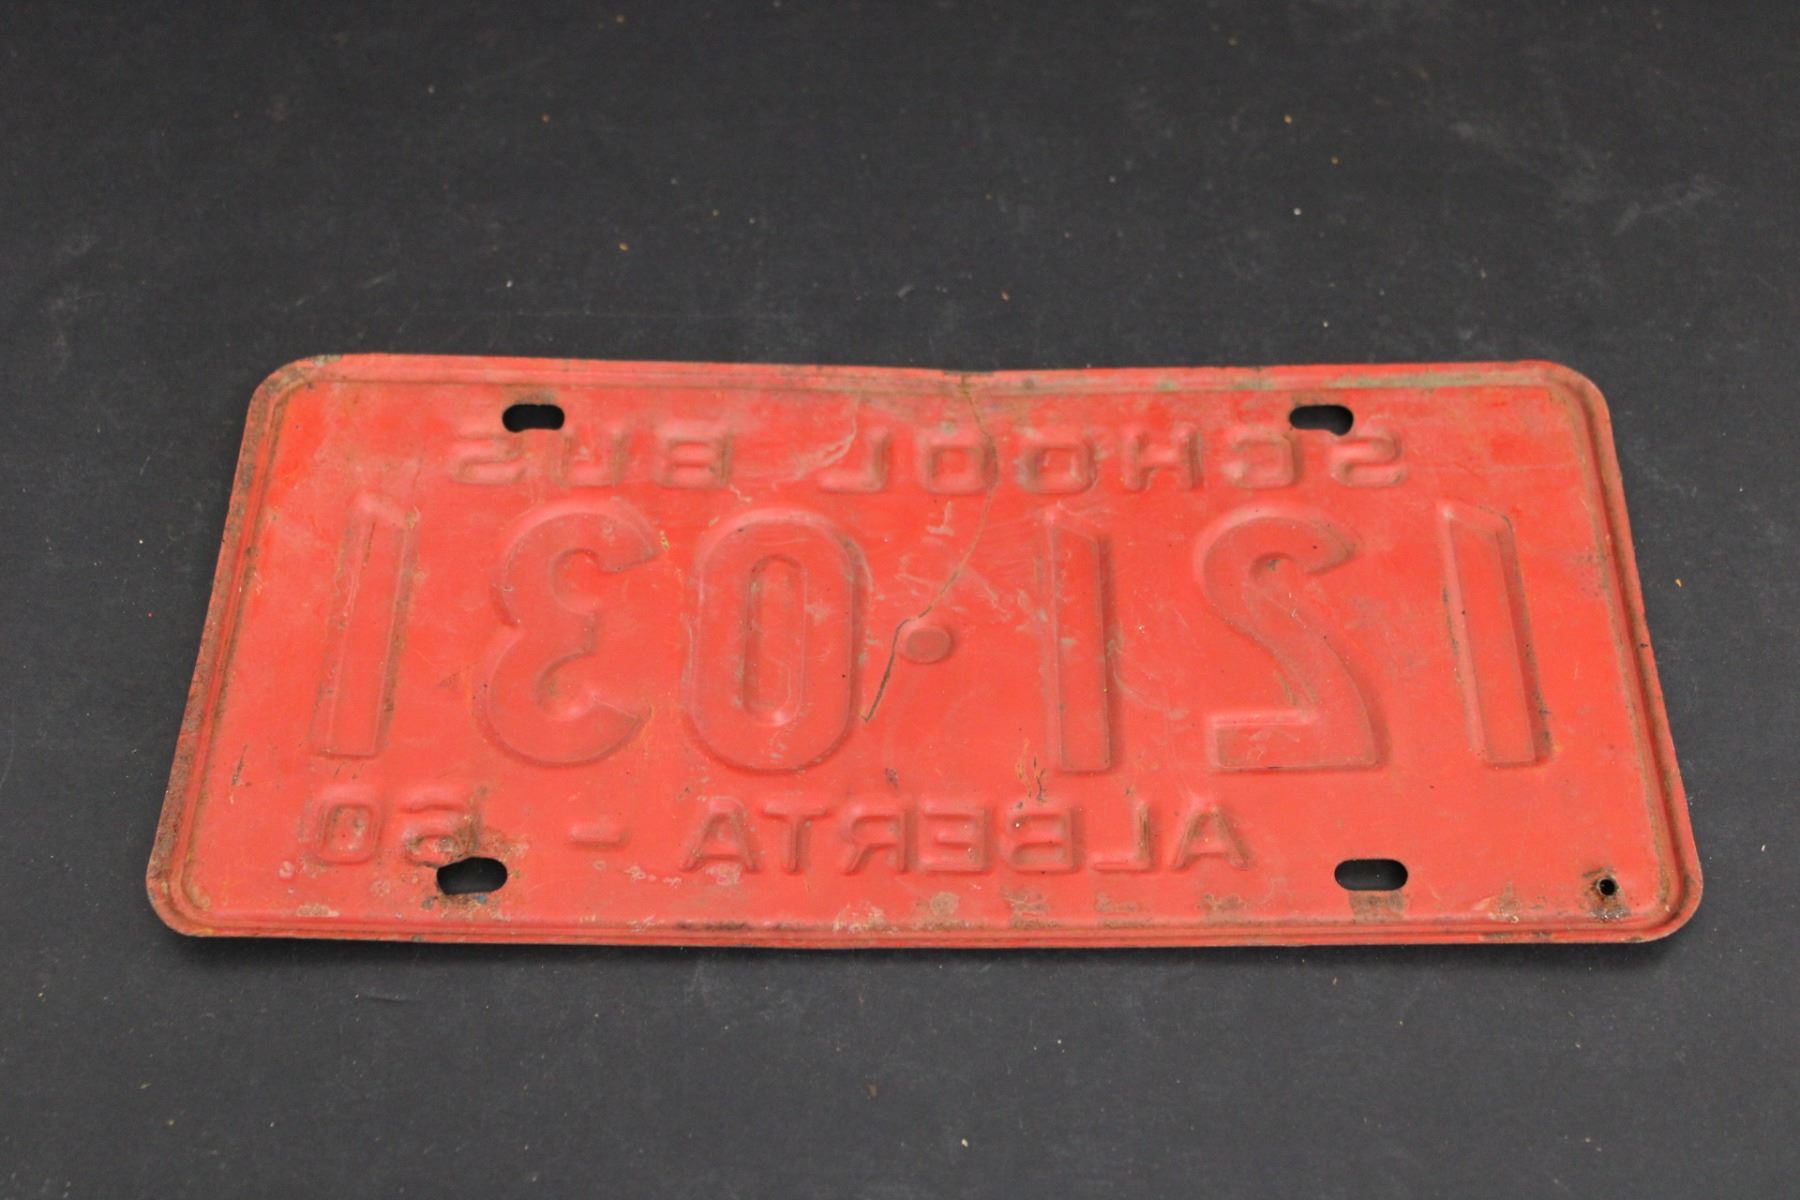 SCHOOL BUS
121·031
ALBERTA - 60